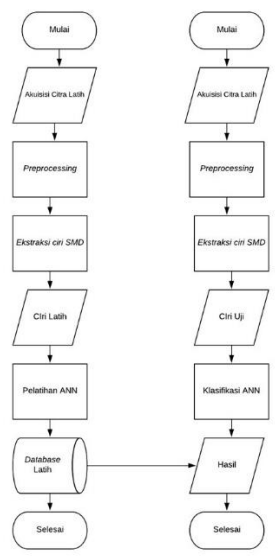 Mulai
Akuisisi Citra Latih
Preprocessing
Ekstraksi ciri SMD
CIri Latih
Pelatihan ANN
Database
Latih
Selesai
Mulai
Akuisisi Citra Latih
Preprocessing
Ekstraksi ciri SMD
CIri Uji
Klasifikasi ANN
Hasil
Selesai